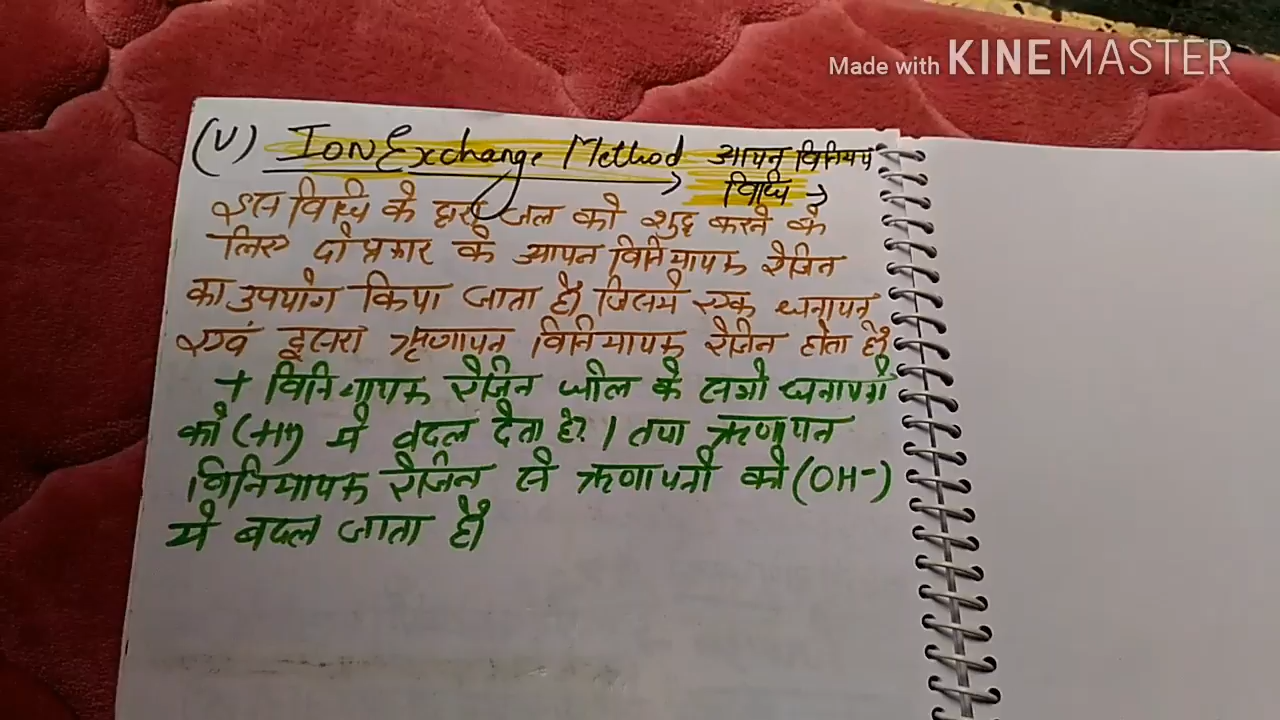 Made with KINEMASTER
(V) Ion Exchange Method आयन विनिमय
विधि →
इस विधि के द्वारा जल को शुद्ध करने के
लिए दो प्रकार के आयन विनिमायक रेजिन
का उपयोग किया जाता है। जिसमे एक धनायन
एवं दूसरा ऋणायन विनिमायक रेजिन होता है।
+ विनिमायक रेजिन घोल के सभी धनायनो
को (H+) मे बदल देता है। तथा ऋणायन
विनिमायक रेजिन से ऋणायनो को (OH-)
मे बदल जाता है।